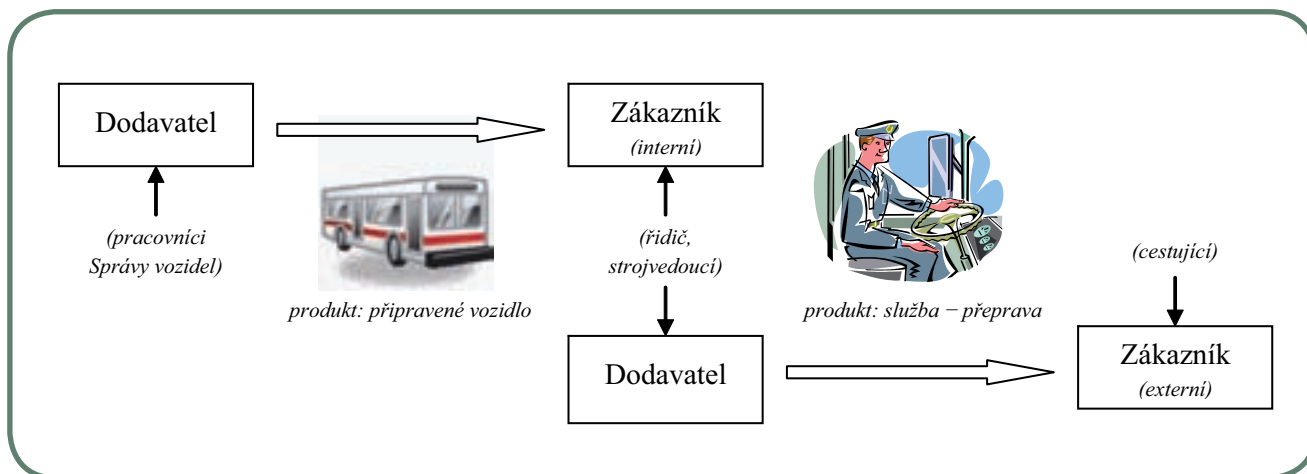 Dodavatel
Zákazník
(interní)
(pracovníci
Správy vozidel)
produkt: připravené vozidlo
(řidič,
strojvedoucí)
produkt: služba − přeprava
(cestující)
Dodavatel
Zákazník
(externí)